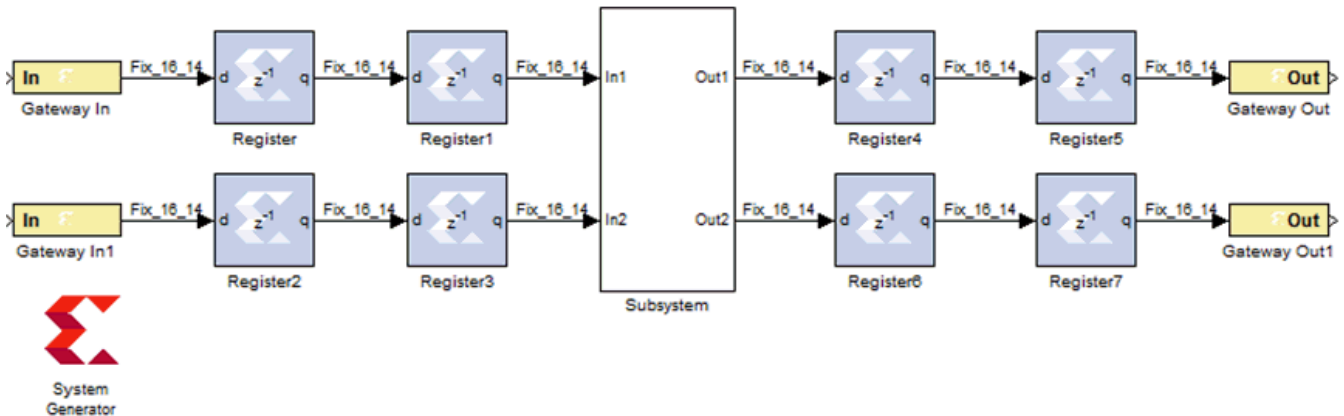 In Fix_16_14 d z⁻¹ q Fix_16_14 d z⁻¹ q Fix_16_14 In1 Out1 Fix_16_14 d z⁻¹ q Fix_16_14 d z⁻¹ q Fix_16_14 Out
Gateway In Register Register1 Register4 Register5 Gateway Out
In Fix_16_14 d z⁻¹ q Fix_16_14 d z⁻¹ q Fix_16_14 In2 Out2 Fix_16_14 d z⁻¹ q Fix_16_14 d z⁻¹ q Fix_16_14 Out
Gateway In1 Register2 Register3 Register6 Register7 Gateway Out1
Subsystem
System
Generator